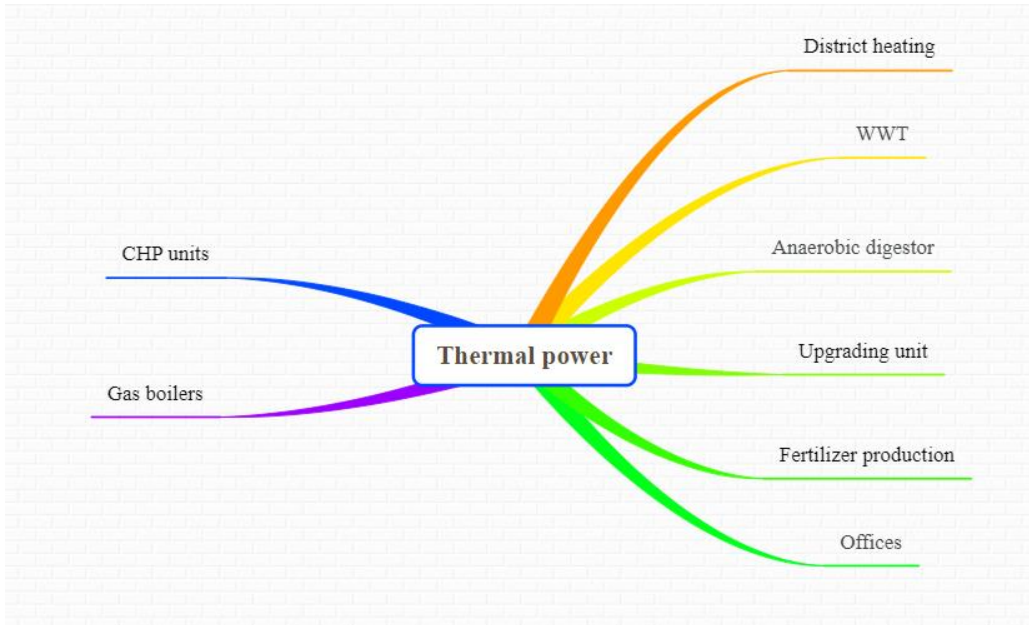 District heating
WWT
Anaerobic digestor
CHP units
Upgrading unit
Thermal power
Gas boilers
Fertilizer production
Offices